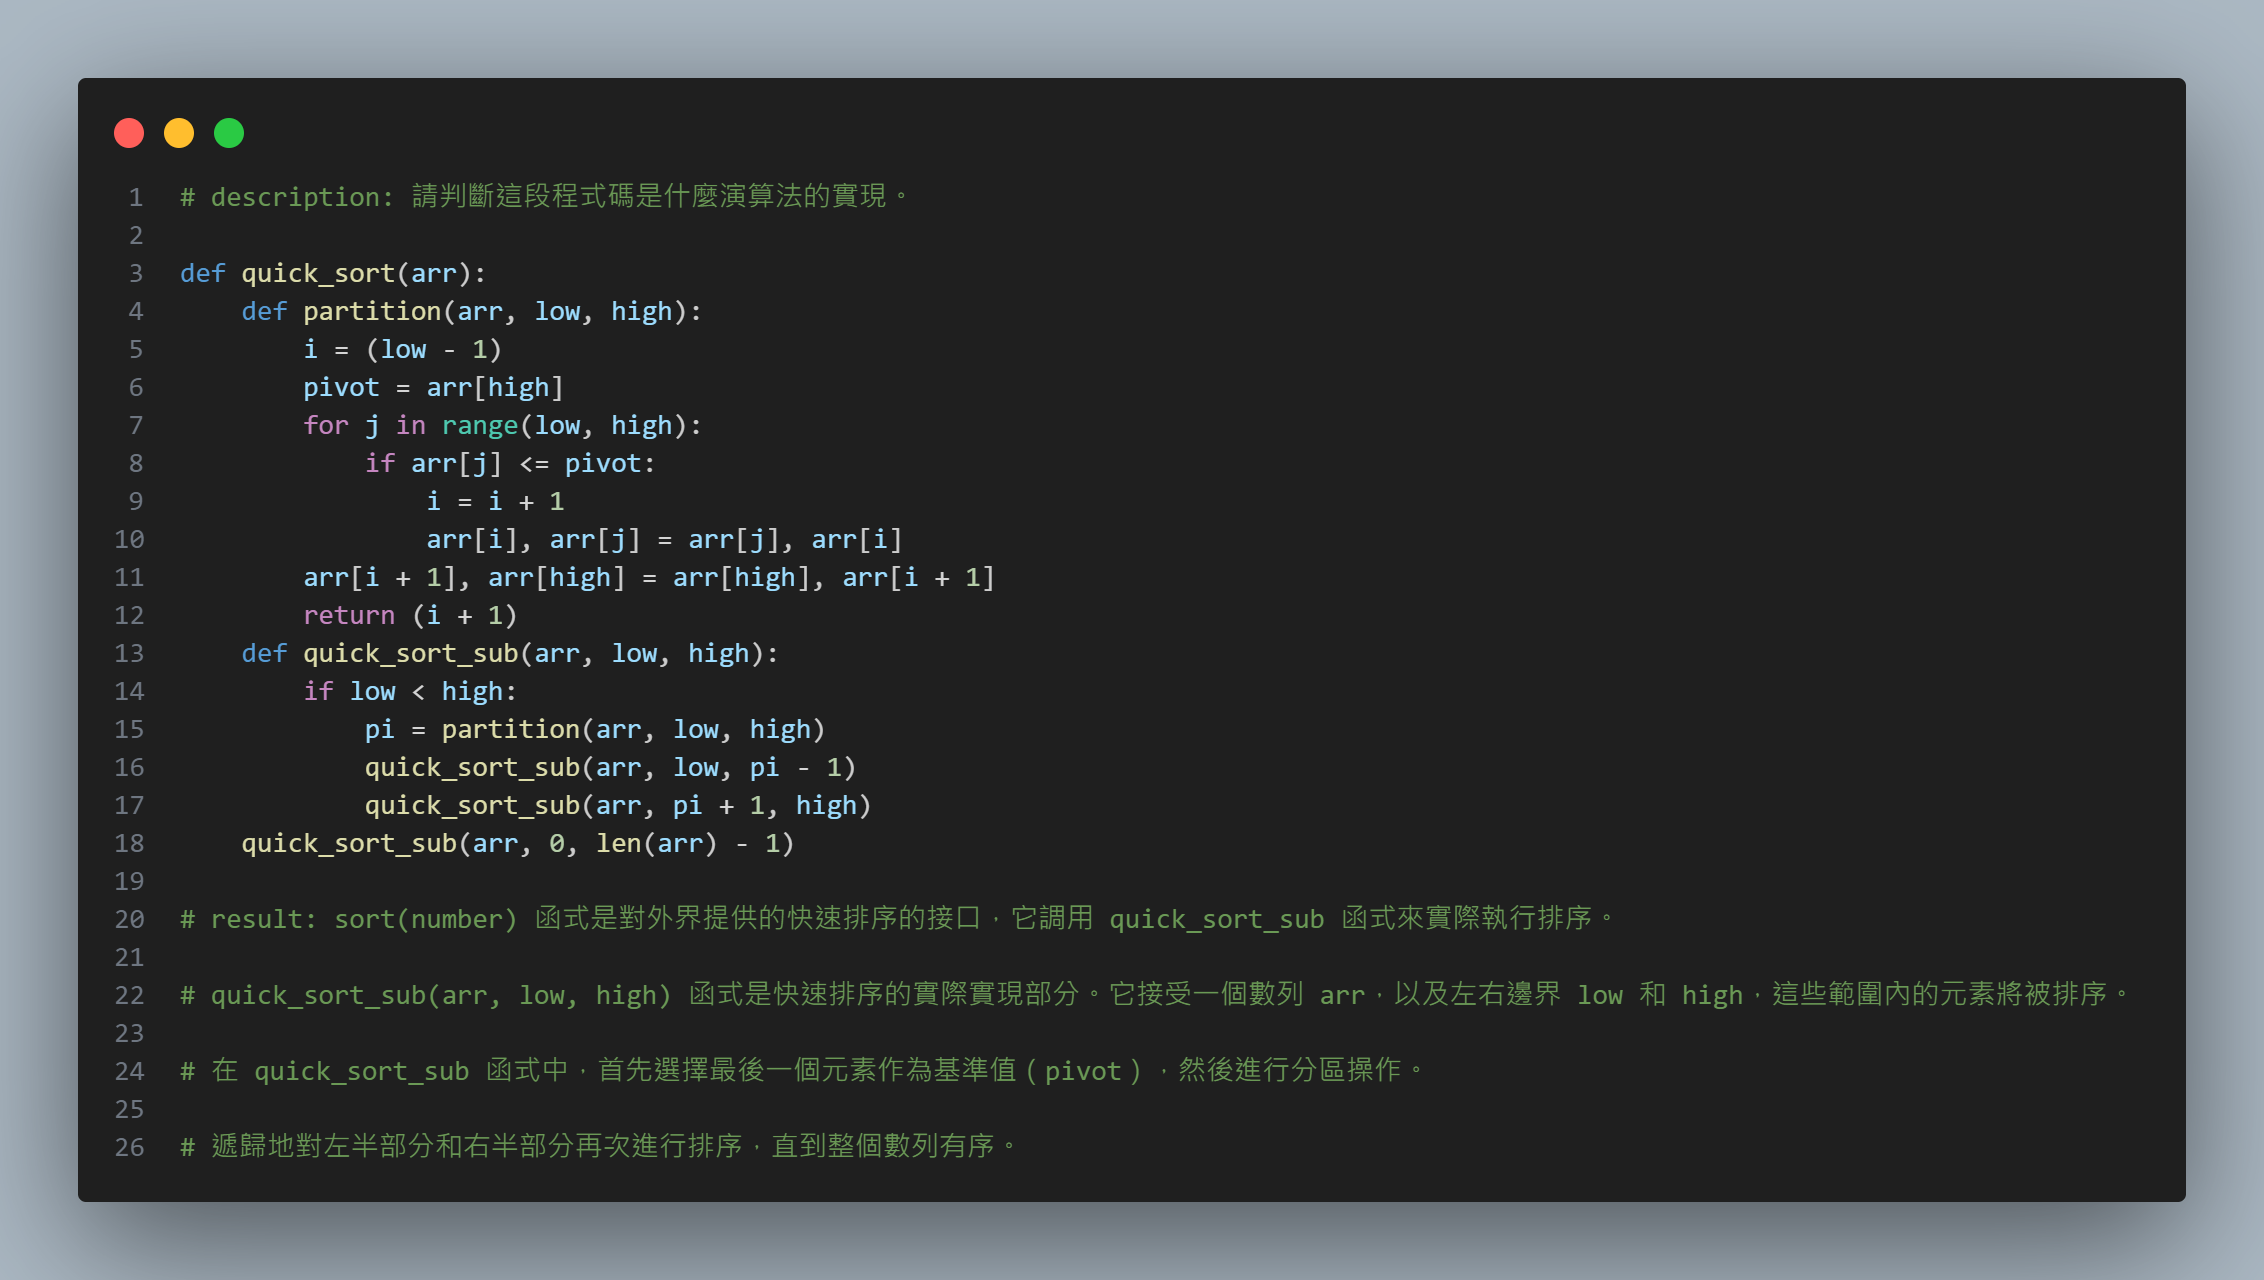 1 # description: 請判斷這段程式碼是什麼演算法的實現。
2
3 def quick_sort(arr):
4     def partition(arr, low, high):
5         i = (low - 1)
6         pivot = arr[high]
7         for j in range(low, high):
8             if arr[j] <= pivot:
9                 i = i + 1
10                 arr[i], arr[j] = arr[j], arr[i]
11         arr[i + 1], arr[high] = arr[high], arr[i + 1]
12         return (i + 1)
13     def quick_sort_sub(arr, low, high):
14         if low < high:
15             pi = partition(arr, low, high)
16             quick_sort_sub(arr, low, pi - 1)
17             quick_sort_sub(arr, pi + 1, high)
18     quick_sort_sub(arr, 0, len(arr) - 1)
19
20 # result: sort(number) 函式是對外界提供的快速排序的接口，它調用 quick_sort_sub 函式來實際執行排序。
21
22 # quick_sort_sub(arr, low, high) 函式是快速排序的實際實現部分。它接受一個數列 arr，以及左右邊界 low 和 high，這些範圍內的元素將被排序。
23
24 # 在 quick_sort_sub 函式中，首先選擇最後一個元素作為基準值（pivot），然後進行分區操作。
25
26 # 遞歸地對左半部分和右半部分再次進行排序，直到整個數列有序。